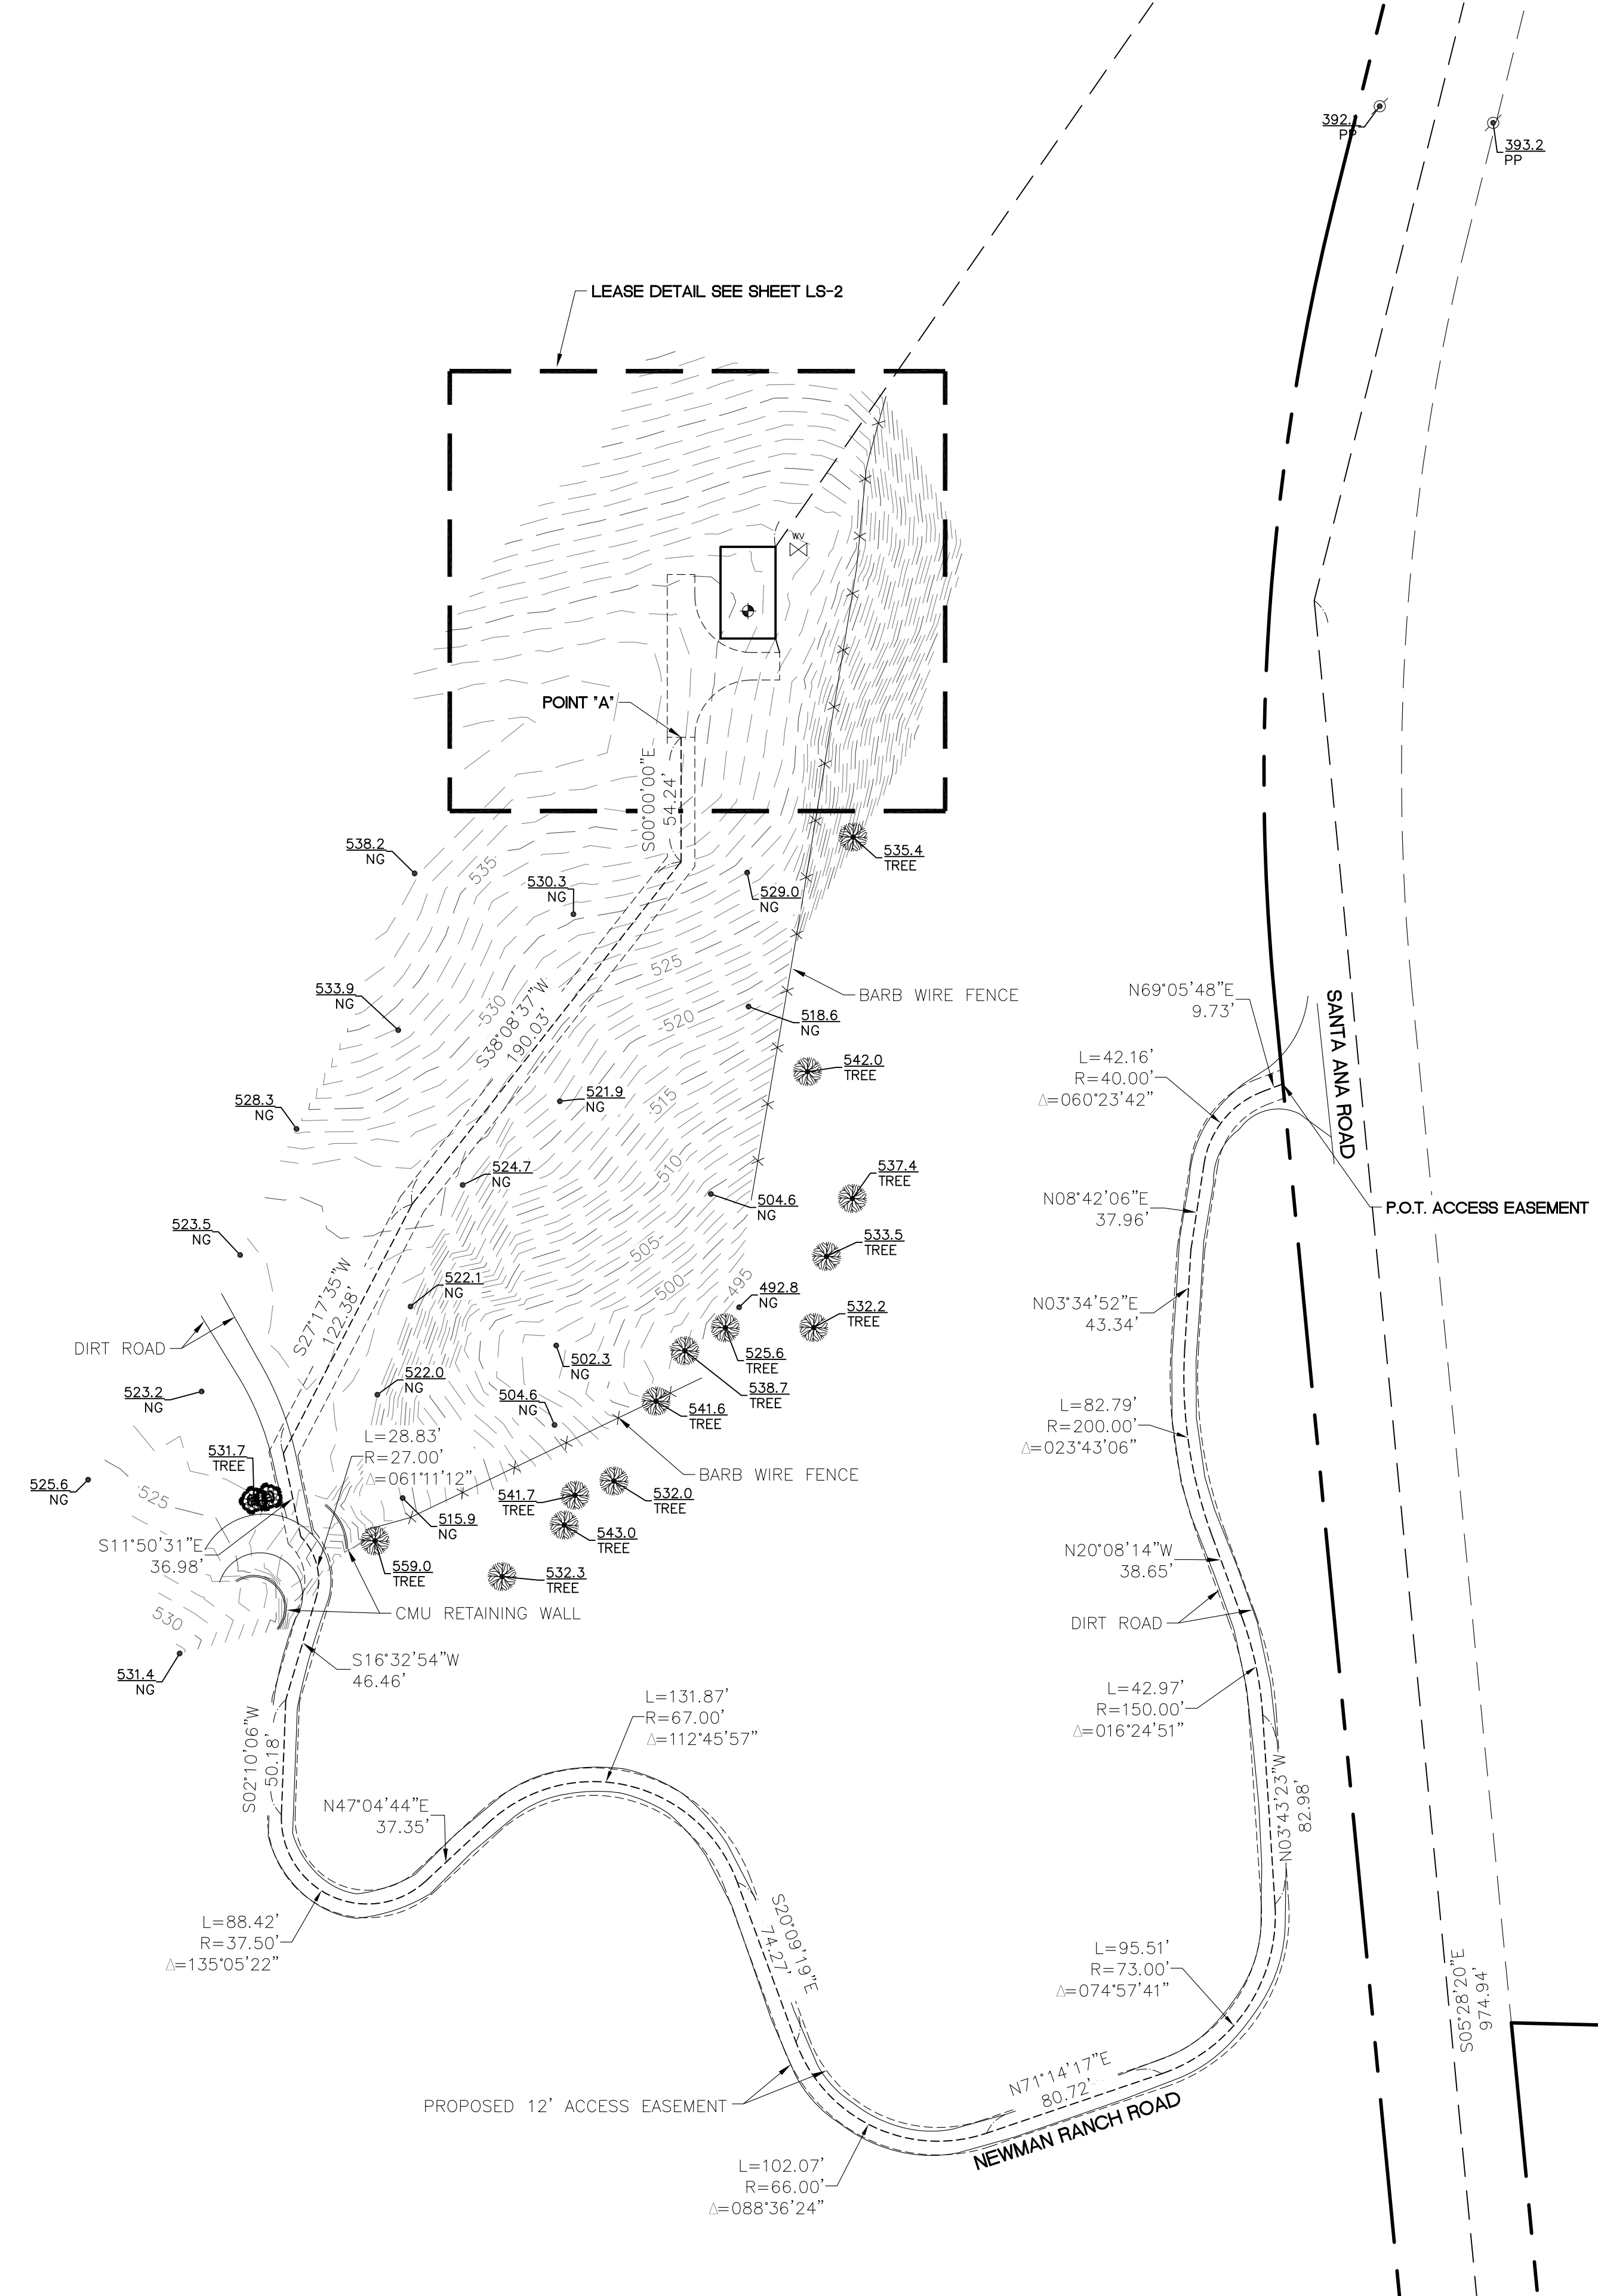 392.
PP
393.2
PP
LEASE DETAIL SEE SHEET LS-2
WV
POINT "A"
S00°00'00"E
54.24'
538.2
NG
535
530.3
NG
529.0
NG
535.4
TREE
525
BARB WIRE FENCE
533.9
NG
530
S38°08'37"W
190.03'
520
518.6
NG
542.0
TREE
N69°05'48"E
9.73'
SANTA ANA ROAD
L=42.16'
R=40.00'
Δ=060°23'42"
528.3
NG
521.9
NG
515
524.7
NG
510
504.6
NG
537.4
TREE
N08°42'06"E
37.96'
P.O.T. ACCESS EASEMENT
523.5
NG
505
533.5
TREE
S27°17'35"W
122.38'
522.1
NG
500
495
492.8
NG
532.2
TREE
N03°34'52"E
43.34'
DIRT ROAD
502.3
NG
525.6
TREE
538.7
TREE
523.2
NG
522.0
NG
504.6
NG
541.6
TREE
L=82.79'
R=200.00'
Δ=023°43'06"
L=28.83'
R=27.00'
Δ=061°11'12"
531.7
TREE
BARB WIRE FENCE
525.6
NG
525
541.7
TREE
532.0
TREE
515.9
NG
543.0
TREE
S11°50'31"E
36.98'
559.0
TREE
532.3
TREE
N20°08'14"W
38.65'
530
CMU RETAINING WALL
DIRT ROAD
531.4
NG
S16°32'54"W
46.46'
L=42.97'
R=150.00'
Δ=016°24'51"
L=131.87'
R=67.00'
Δ=112°45'57"
S02°10'06"W
50.18'
N47°04'44"E
37.35'
N03°43'23"W
82.98'
L=88.42'
R=37.50'
Δ=135°05'22"
S20°09'19"E
74.27'
L=95.51'
R=73.00'
Δ=074°57'41"
S05°28'20"E
974.94'
N71°14'17"E
80.72'
PROPOSED 12' ACCESS EASEMENT
NEWMAN RANCH ROAD
L=102.07'
R=66.00'
Δ=088°36'24"